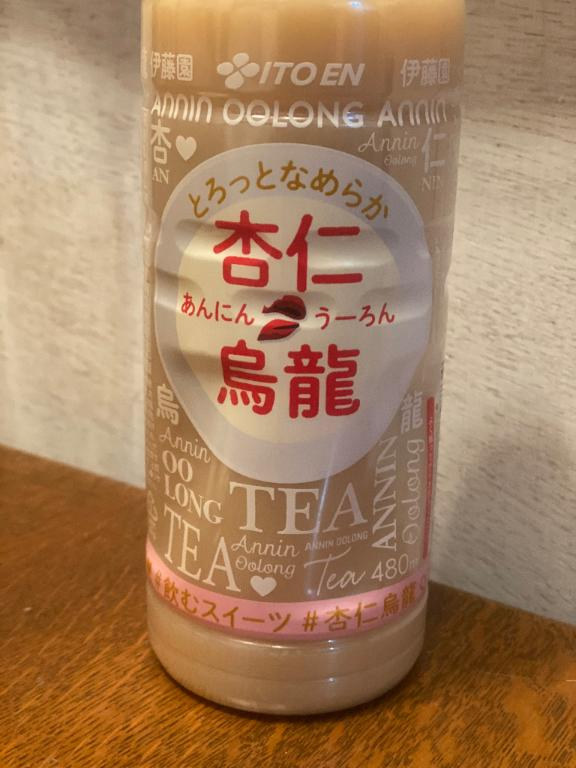 伊藤園 ITO EN 伊藤園
ANNIN OOLONG ANNIN
杏
AN
Annin
Oolong
仁
NIN
とろっとなめらか
杏仁
あんにん うーろん
烏龍
烏
Annin
OO
LONG
TEA
TEA
Annin
Oolong
ANNIN OOLONG
Tea
ANNIN
龍
Oolong
480m
#飲むスイーツ #杏仁烏龍